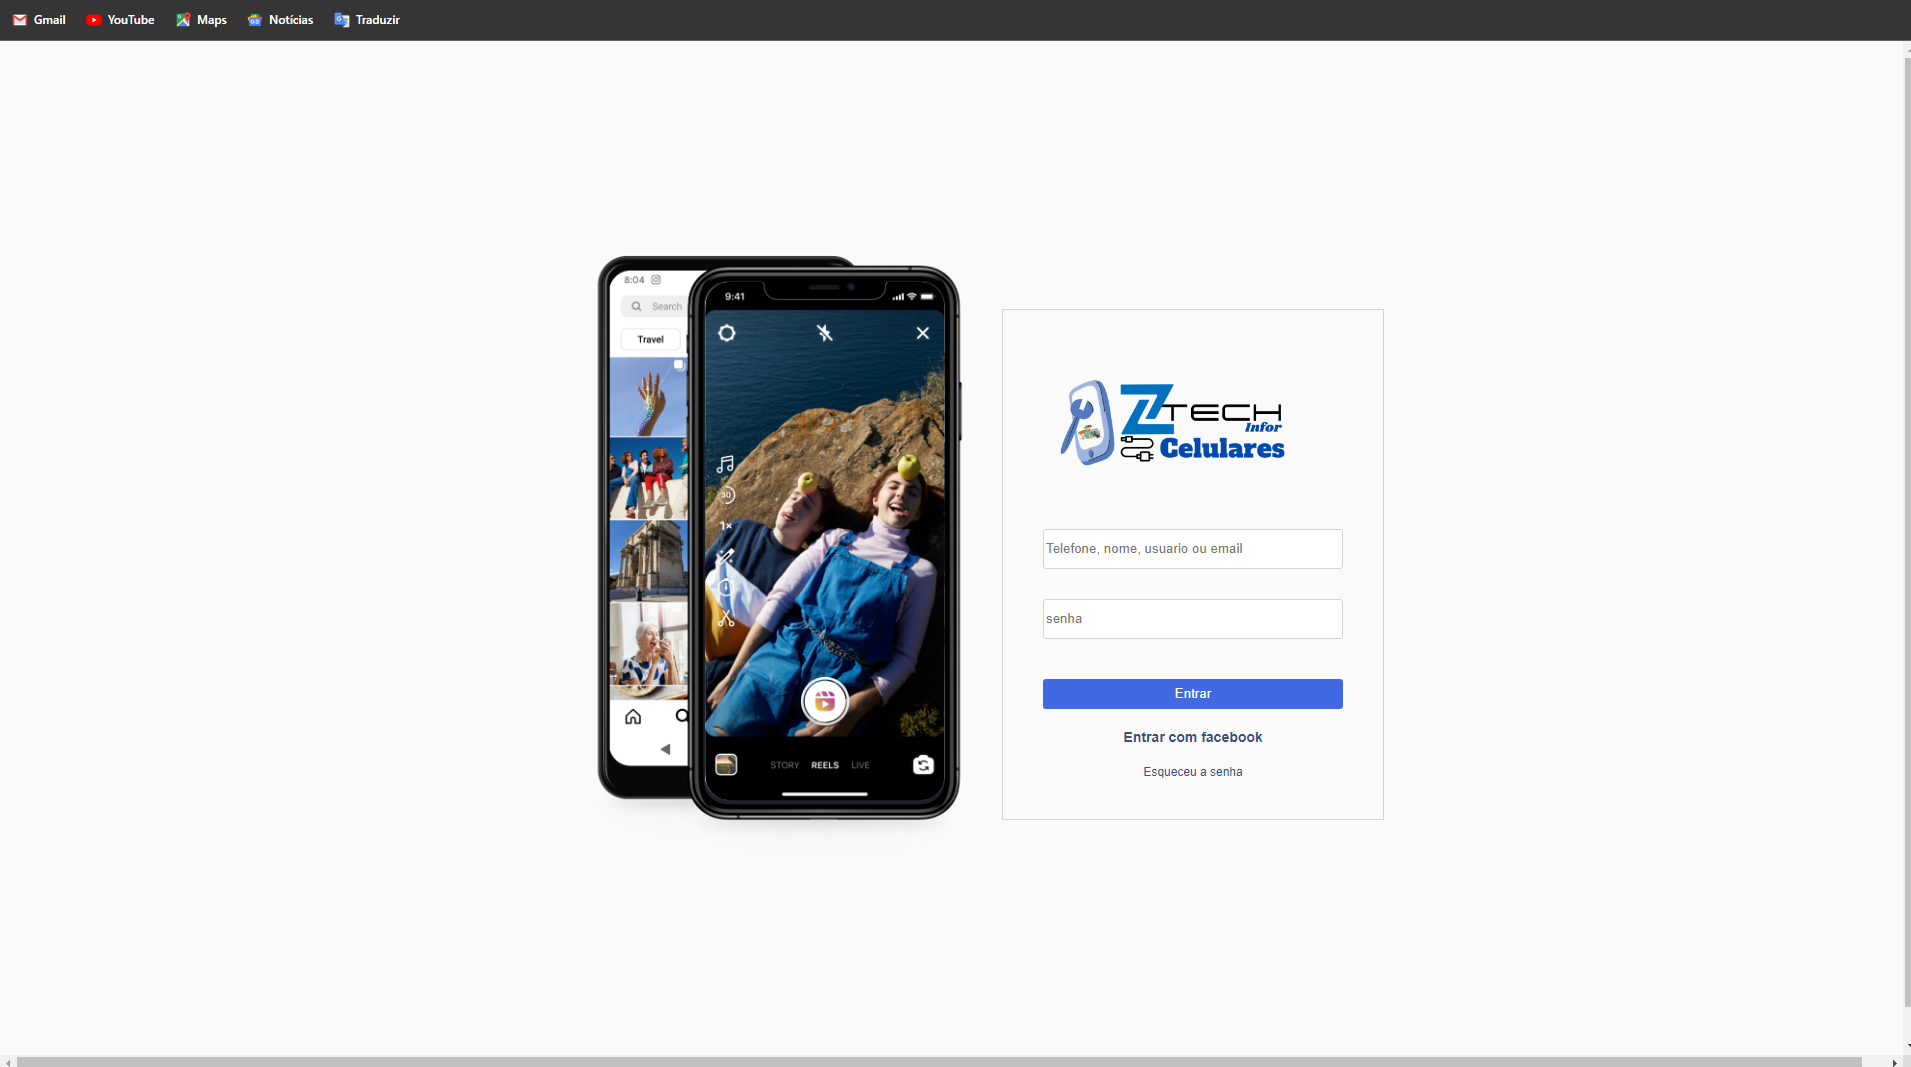 Gmail
YouTube
Maps
Notícias
Traduzir
8:04
Search
Travel
9:41
30
1×
STORY
REELS
LIVE
ZTECH
Infor
Celulares
Telefone, nome, usuario ou email
senha
Entrar
Entrar com facebook
Esqueceu a senha